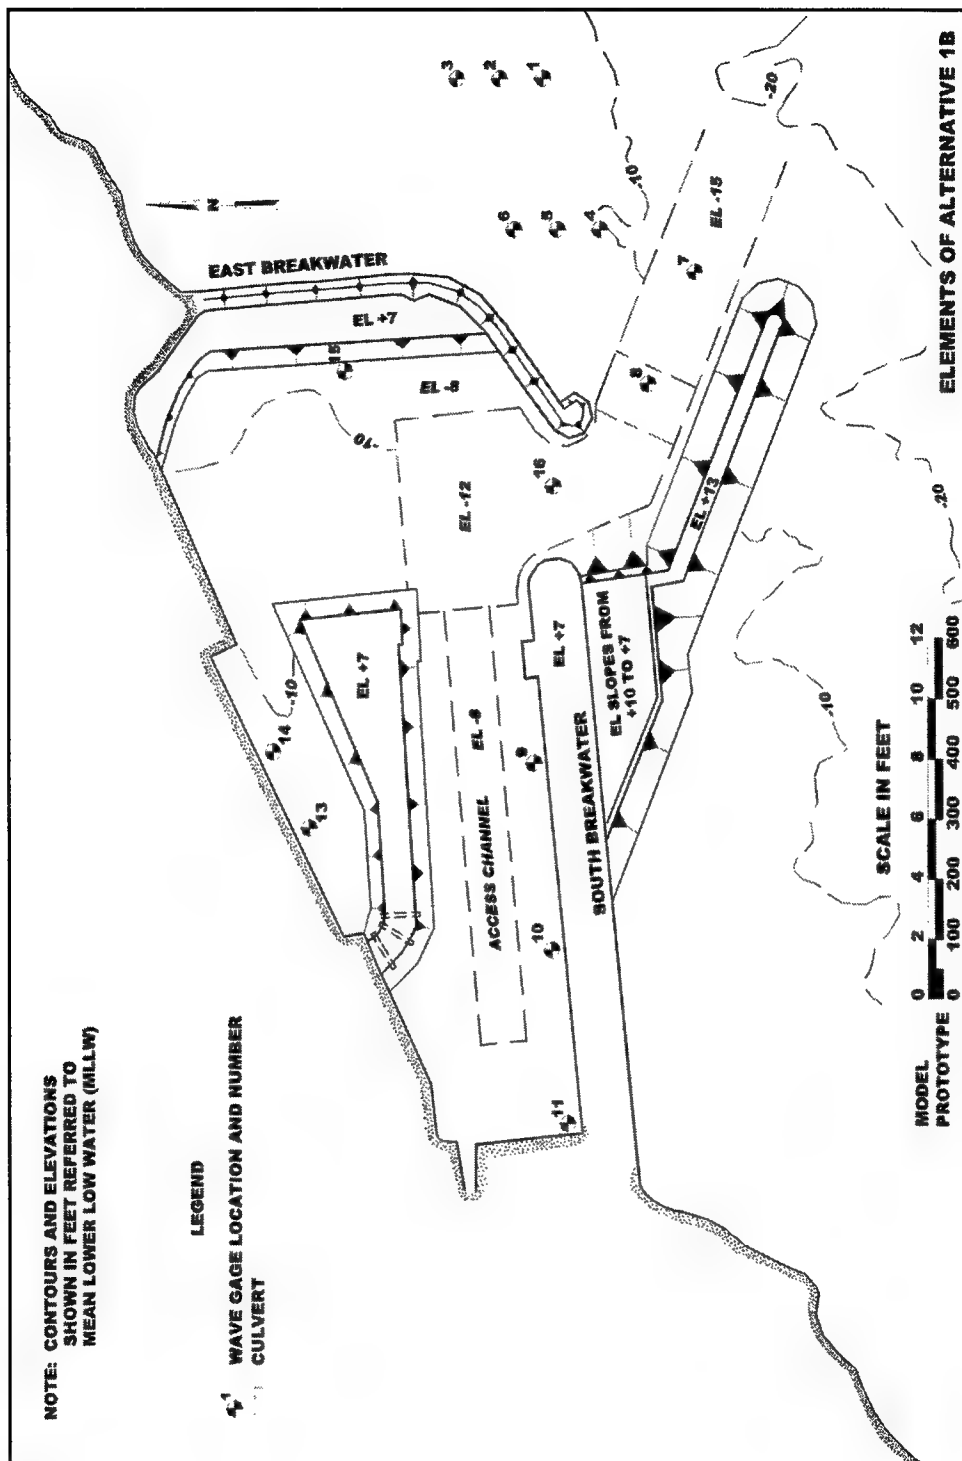 NOTE: CONTOURS AND ELEVATIONS
SHOWN IN FEET REFERRED TO
MEAN LOWER LOW WATER (MLLW)
LEGEND
1 WAVE GAGE LOCATION AND NUMBER
CULVERT
N
EAST BREAKWATER
EL +7
15
EL -8
-10
3
2
1
6
5
4
-10
-20
EL -15
7
8
16
EL -12
EL +7
-10
14
13
EL -8
ACCESS CHANNEL
9
10
11
EL +7
SOUTH BREAKWATER
EL SLOPES FROM
+10 TO +7
EL +13
-20
-10
SCALE IN FEET
MODEL 0 2 4 6 8 10 12
PROTOTYPE 0 100 200 300 400 500 600
ELEMENTS OF ALTERNATIVE 1B